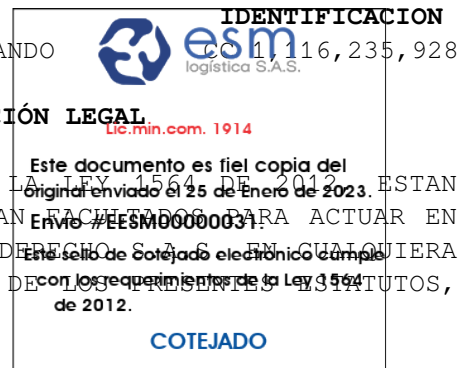 IDENTIFICACION
ANDO CC 1,116,235,928
esm
logística S.A.S.
CIÓN LEGAL
Lic.min.com. 1914
Este documento es fiel copia del
original enviado el 25 de Enero de 2023.
Envio #EESM00000031.
Este sello de cotejado electrónico cumple
con los requerimientos de la Ley 1564
de 2012.
COTEJADO
LA LEY 1564 DE 2012, ESTAN
AN FACULTADOS PARA ACTUAR EN
DERECHO S.A.S. EN CUALQUIERA
DE LOS PRESENTES ESTATUTOS,